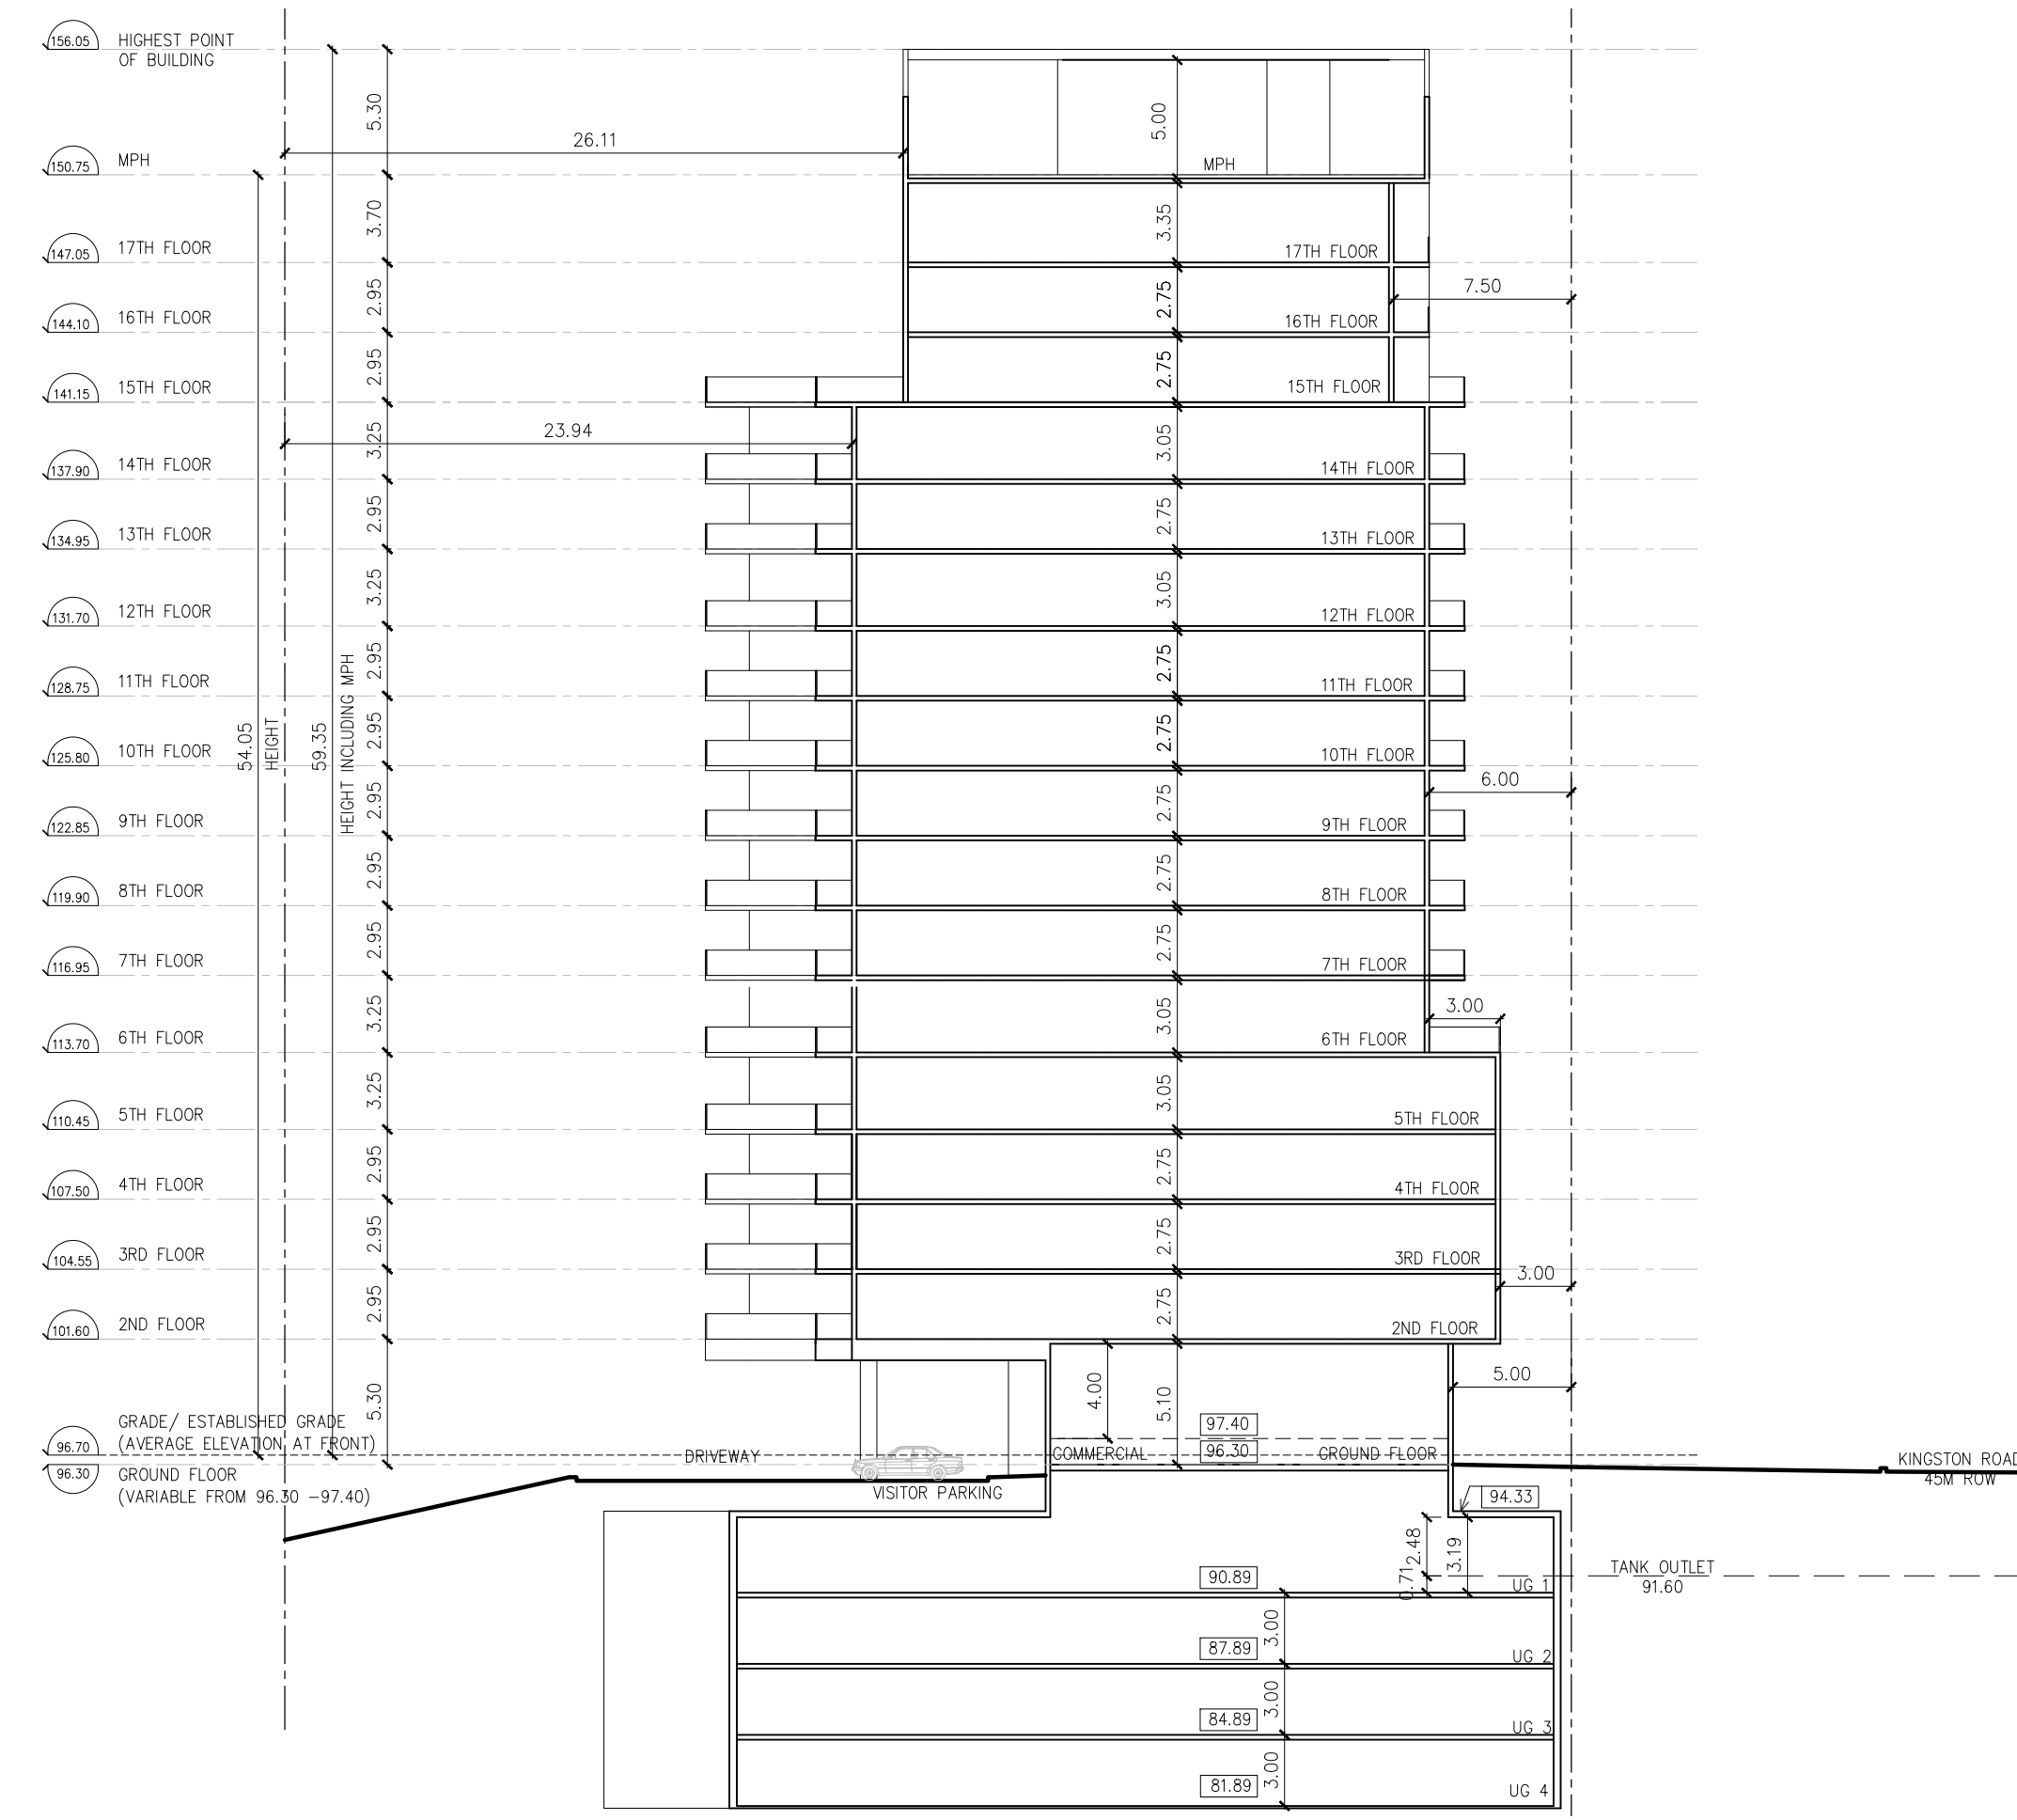 156.05 HIGHEST POINT
OF BUILDING
5.30
5.00
26.11
150.75 MPH
MPH
3.70
3.35
147.05 17TH FLOOR
17TH FLOOR
2.95
2.75
7.50
144.10 16TH FLOOR
16TH FLOOR
2.95
2.75
141.15 15TH FLOOR
15TH FLOOR
3.25
23.94
3.05
137.90 14TH FLOOR
14TH FLOOR
2.95
2.75
134.95 13TH FLOOR
13TH FLOOR
3.25
3.05
131.70 12TH FLOOR
12TH FLOOR
2.95
2.75
128.75 11TH FLOOR
11TH FLOOR
54.05
HEIGHT
59.35
HEIGHT INCLUDING MPH
2.95
2.75
125.80 10TH FLOOR
10TH FLOOR
2.95
2.75
6.00
122.85 9TH FLOOR
9TH FLOOR
2.95
2.75
119.90 8TH FLOOR
8TH FLOOR
2.95
2.75
116.95 7TH FLOOR
7TH FLOOR
3.25
3.05
3.00
113.70 6TH FLOOR
6TH FLOOR
3.25
3.05
110.45 5TH FLOOR
5TH FLOOR
2.95
2.75
107.50 4TH FLOOR
4TH FLOOR
2.95
2.75
104.55 3RD FLOOR
3RD FLOOR
2.95
2.75
3.00
101.60 2ND FLOOR
2ND FLOOR
5.30
4.00
5.10
5.00
96.70 GRADE/ ESTABLISHED GRADE
(AVERAGE ELEVATION AT FRONT)
97.40
DRIVEWAY
COMMERCIAL
96.30
GROUND FLOOR
KINGSTON ROAD
45M ROW
96.30 GROUND FLOOR
(VARIABLE FROM 96.30 -97.40)
VISITOR PARKING
94.33
2.48
0.71
3.19
TANK OUTLET
91.60
90.89
UG 1
3.00
87.89
UG 2
3.00
84.89
UG 3
3.00
81.89
UG 4